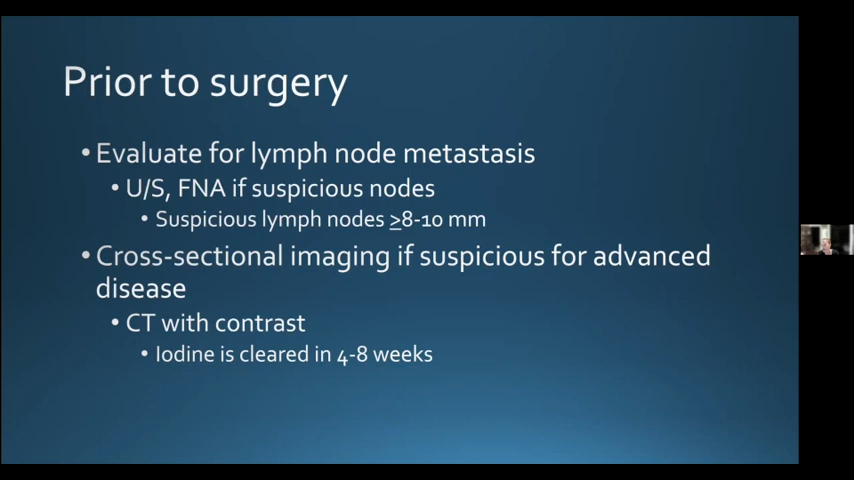 Prior to surgery
• Evaluate for lymph node metastasis
• U/S, FNA if suspicious nodes
• Suspicious lymph nodes ≥8-10 mm
• Cross-sectional imaging if suspicious for advanced
disease
• CT with contrast
• Iodine is cleared in 4-8 weeks